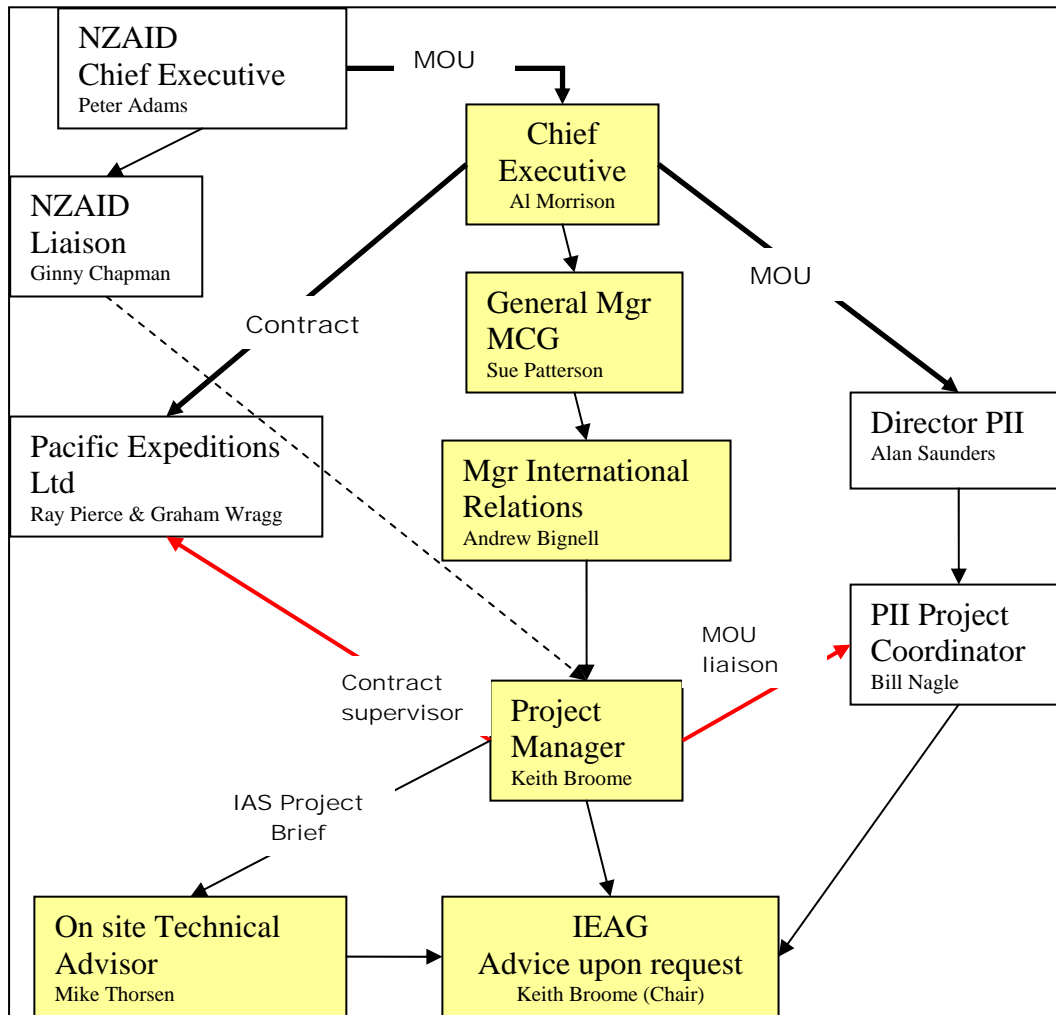 NZAID
Chief Executive
Peter Adams
MOU
Chief
Executive
Al Morrison
NZAID
Liaison
Ginny Chapman
MOU
General Mgr
MCG
Sue Patterson
Contract
Pacific Expeditions
Ltd
Ray Pierce & Graham Wragg
Director PII
Alan Saunders
Mgr International
Relations
Andrew Bignell
PII Project
Coordinator
Bill Nagle
MOU
liaison
Contract
supervisor
Project
Manager
Keith Broome
IAS Project
Brief
On site Technical
Advisor
Mike Thorsen
IEAG
Advice upon request
Keith Broome (Chair)